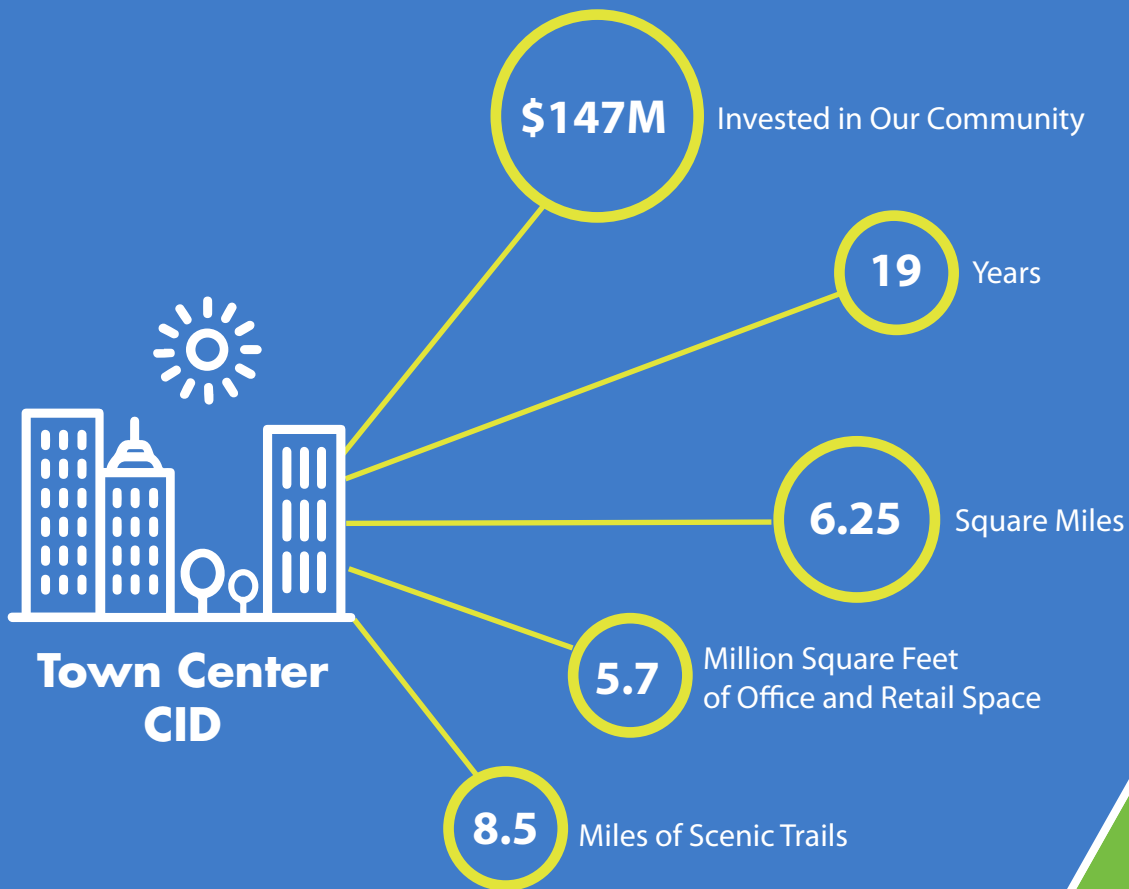 $147M Invested in Our Community
19 Years
6.25 Square Miles
5.7 Million Square Feet
of Office and Retail Space
8.5 Miles of Scenic Trails
Town Center
CID